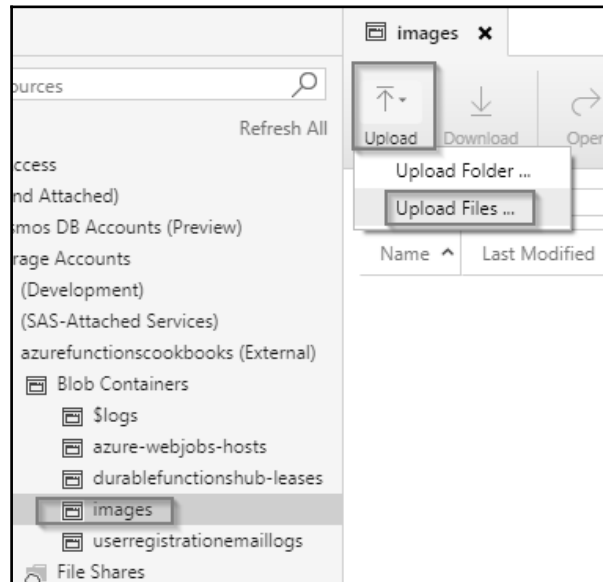 images
ources
Refresh All
Upload
Download
Open
Upload Folder ...
Upload Files ...
Name
Last Modified
ccess
nd Attached)
smos DB Accounts (Preview)
rage Accounts
(Development)
(SAS-Attached Services)
azurefunctionscookbooks (External)
Blob Containers
$logs
azure-webjobs-hosts
durablefunctionshub-leases
images
userregistrationemaillogs
File Shares